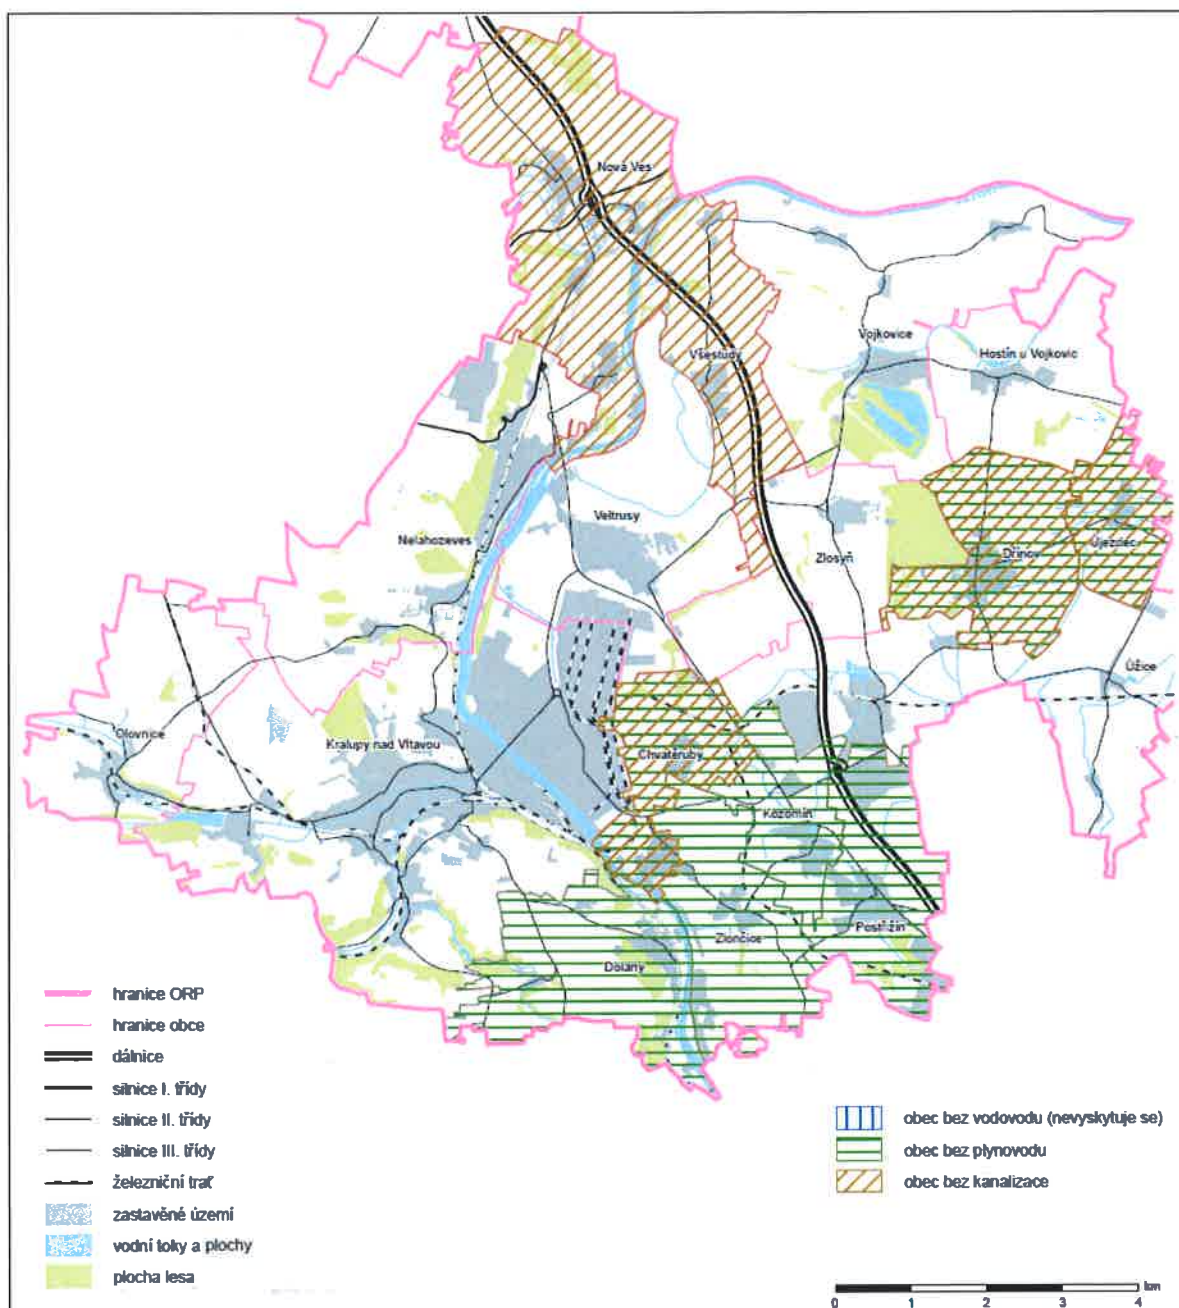 Nová Ves
Vojkovice
Hostín u Vojkovic
Všestudy
Veltrusy
Nelahozeves
Zlosyň
Dřínov
Újezdec
Úžice
Olovnice
Kralupy nad Vltavou
Chvatěruby
Kozomín
Zlončice
Postřižín
Dolany
hranice ORP
hranice obce
dálnice
silnice I. třídy
silnice II. třídy
silnice III. třídy
železniční trať
zastavěné území
vodní toky a plochy
plocha lesa
obec bez vodovodu (nevyskytuje se)
obec bez plynovodu
obec bez kanalizace
km
0 1 2 3 4